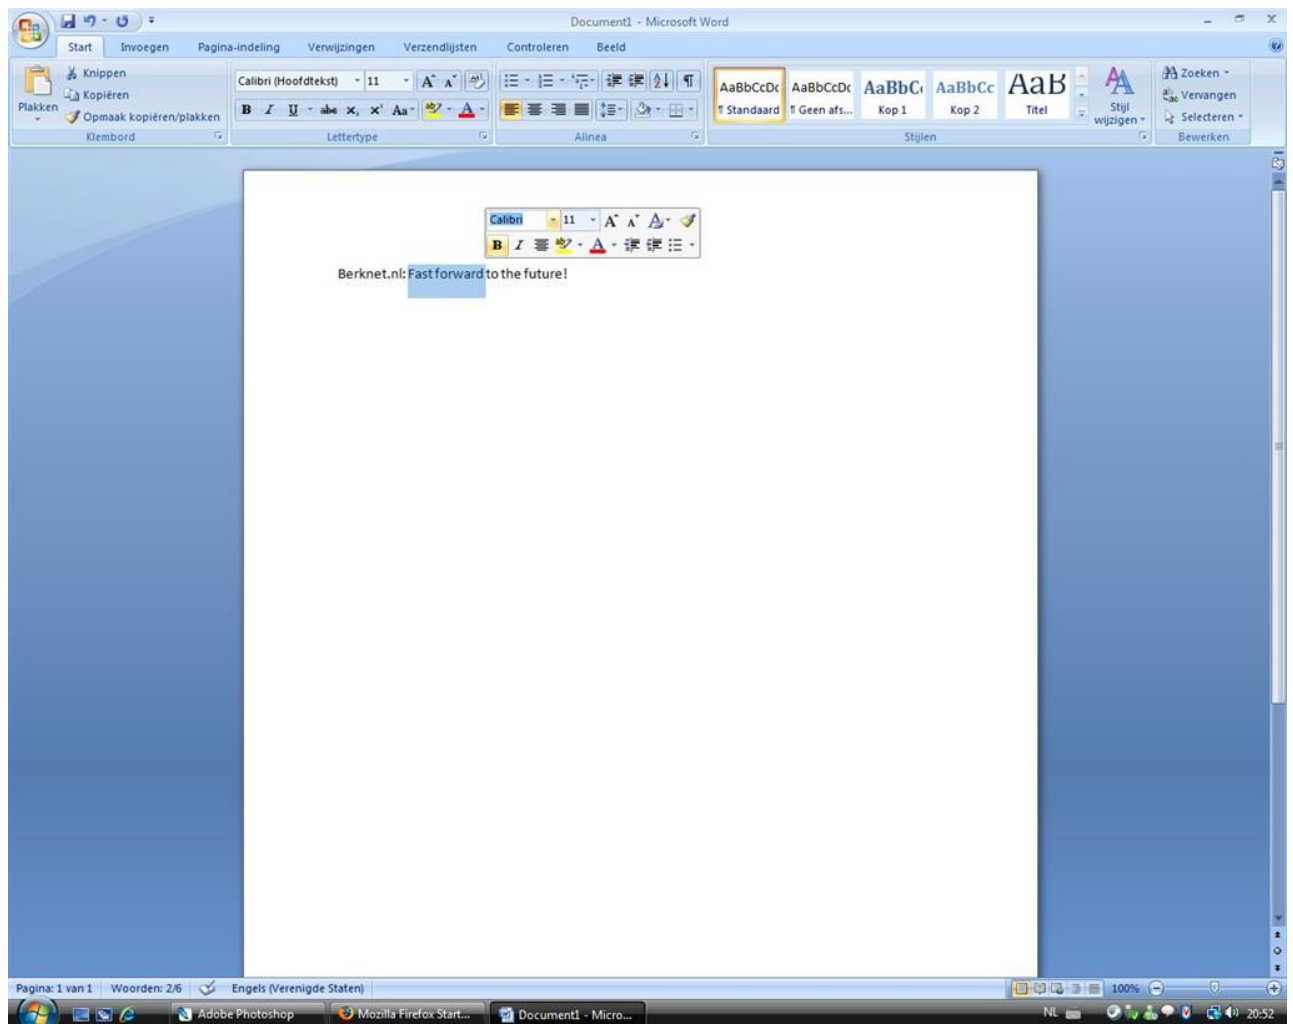 Document1 - Microsoft Word
Start Invoegen Pagina-indeling Verwijzingen Verzendlijsten Controleren Beeld
Plakken
Knippen
Kopiëren
Opmaak kopiëren/plakken
Klembord
Calibri (Hoofdtekst) 11
B I U abc x, x² Aa
Lettertype
Alinea
AaBbCcDc AaBbCcDc AaBbC AaBbCc AaB
¶ Standaard ¶ Geen afs... Kop 1 Kop 2 Titel
Stijl wijzigen
Stijlen
Zoeken
Vervangen
Selecteren
Bewerken
Calibri 11
B I
Berknet.nl: Fast forward to the future!
Pagina: 1 van 1 Woorden: 2/6 Engels (Verenigde Staten) 100%
Adobe Photoshop Mozilla Firefox Start... Document1 - Micro... NL 20:52